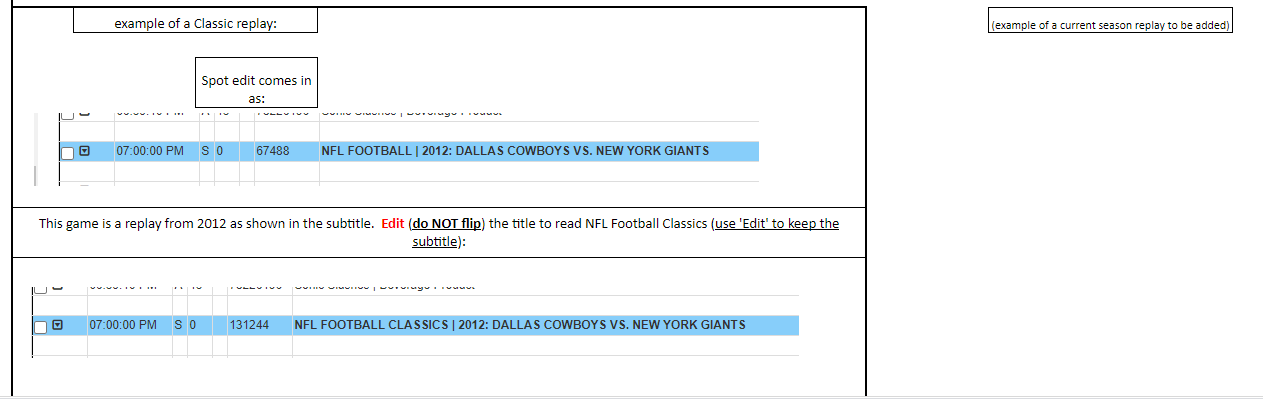 example of a Classic replay:
(example of a current season replay to be added)
Spot edit comes in
as:
07:00:00 PM S 0 67488 NFL FOOTBALL | 2012: DALLAS COWBOYS VS. NEW YORK GIANTS
This game is a replay from 2012 as shown in the subtitle. Edit (do NOT flip) the title to read NFL Football Classics (use 'Edit' to keep the
subtitle):
07:00:00 PM S 0 131244 NFL FOOTBALL CLASSICS | 2012: DALLAS COWBOYS VS. NEW YORK GIANTS